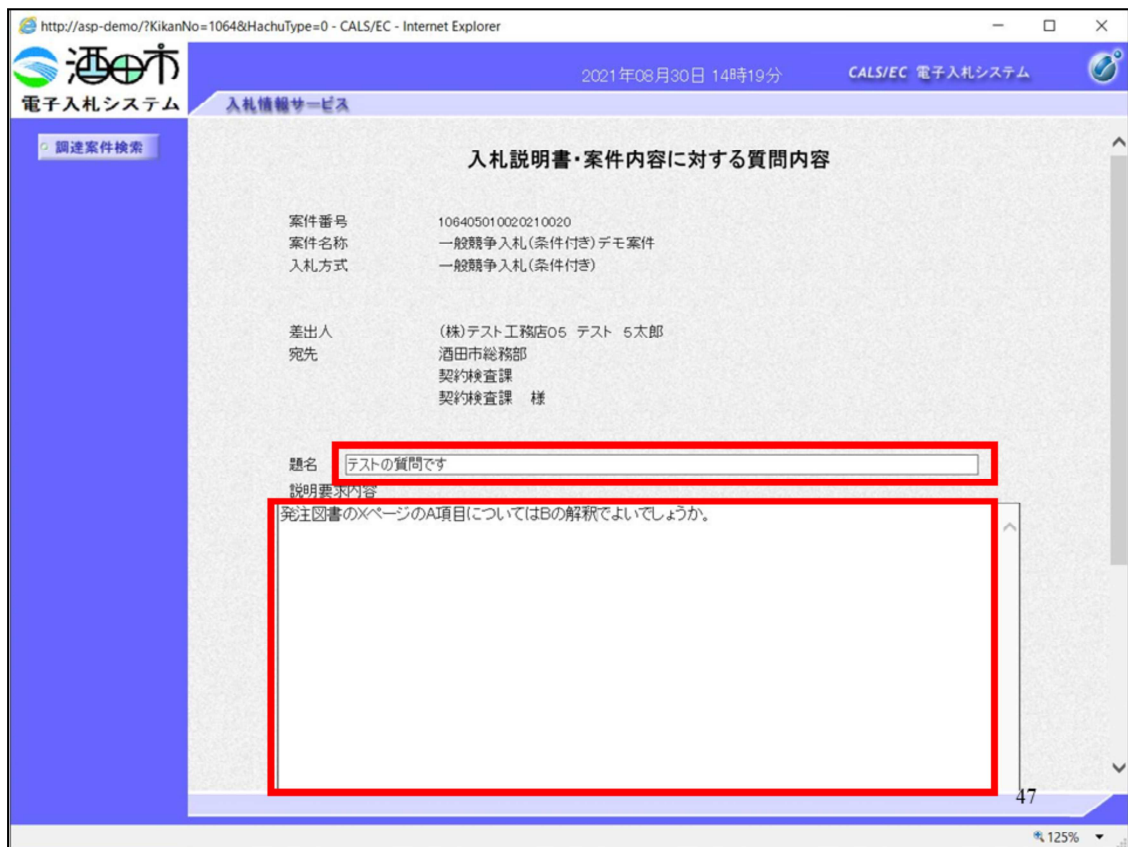 http://asp-demo/?KikanNo=1064&HachuType=0 - CALS/EC - Internet Explorer
酒田市
電子入札システム
2021年08月30日 14時19分
CALS/EC 電子入札システム
入札情報サービス
調達案件検索
入札説明書・案件内容に対する質問内容
案件番号 106405010020210020
案件名称 一般競争入札(条件付き)デモ案件
入札方式 一般競争入札(条件付き)
差出人 (株)テスト工務店05 テスト 5太郎
宛先 酒田市総務部
契約検査課
契約検査課 様
題名 テストの質問です
説明要求内容
発注図書のXページのA項目についてはBの解釈でよいでしょうか。
47
125%